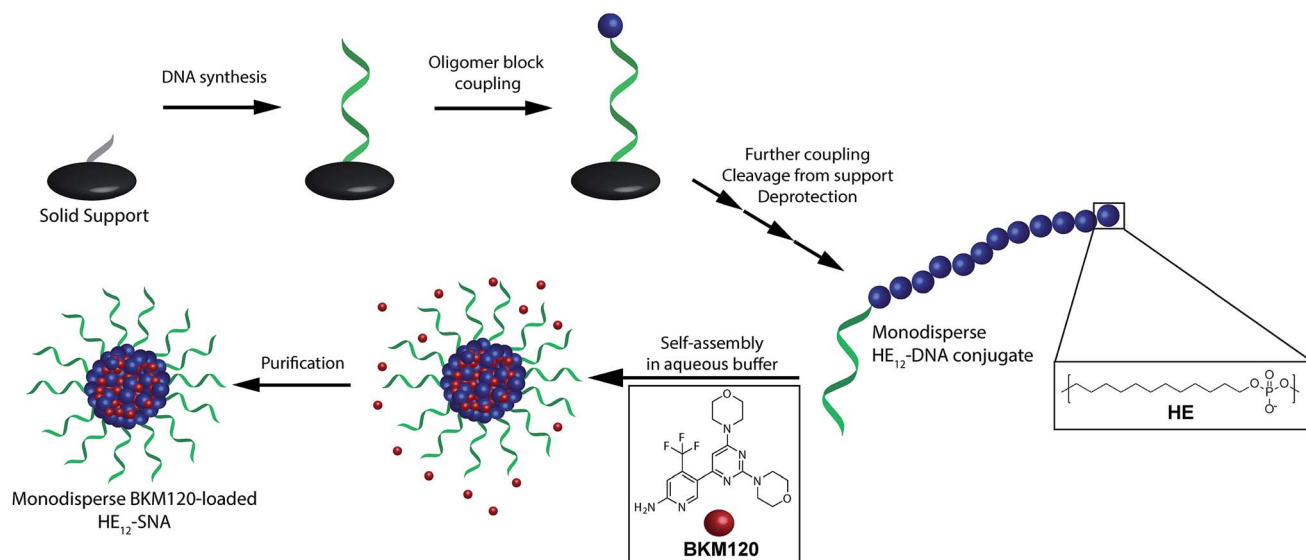 DNA synthesis
Oligomer block
coupling
Solid Support
Further coupling
Cleavage from support
Deprotection
Monodisperse
HE₁₂-DNA conjugate
O
O
P
O
O⁻
HE
Self-assembly
in aqueous buffer
O
N
F
F
F
N
N
N
O
H₂N
N
BKM120
Purification
Monodisperse BKM120-loaded
HE₁₂-SNA